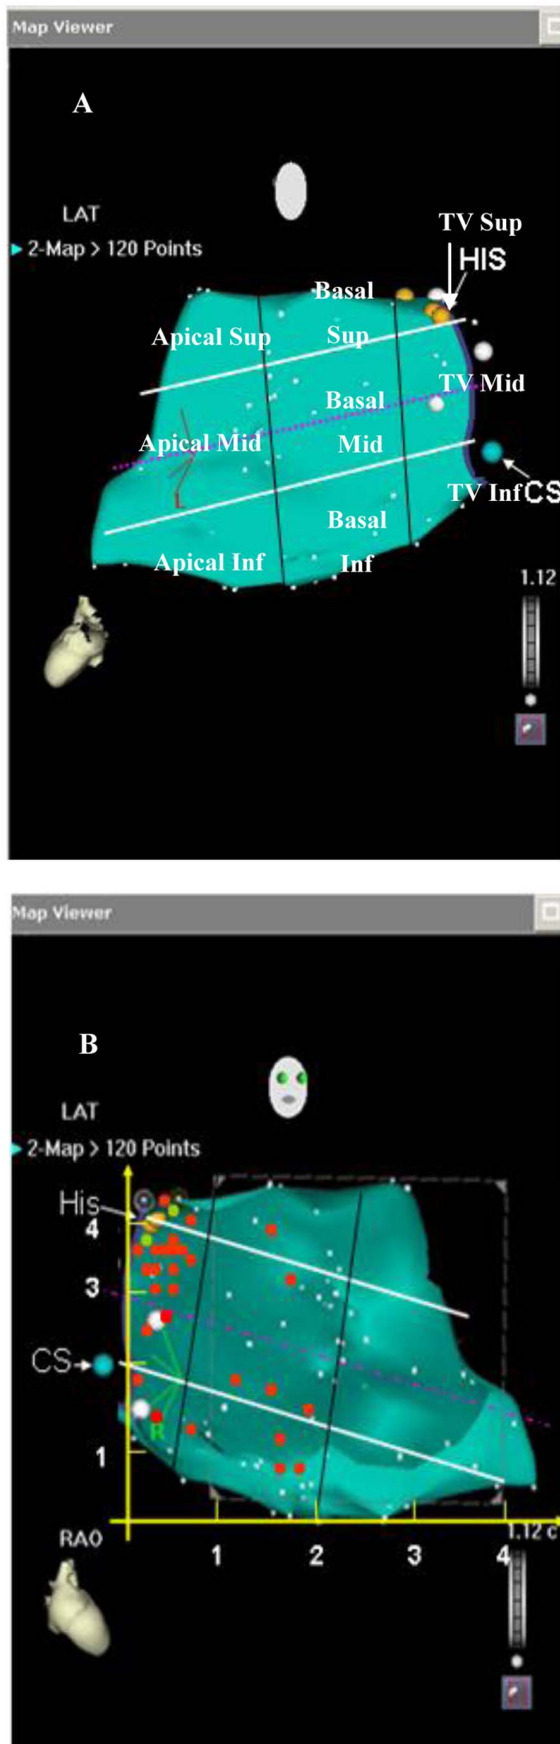 Map Viewer
A
LAT
2-Map > 120 Points
TV Sup
HIS
Basal
Apical Sup
Sup
Basal
TV Mid
Apical Mid
Mid
L
TV Inf
CS
Basal
Apical Inf
Inf
1.12
Map Viewer
B
LAT
2-Map > 120 Points
His
4
3
CS
R
1
RAO
1
2
3
4
1.12 c